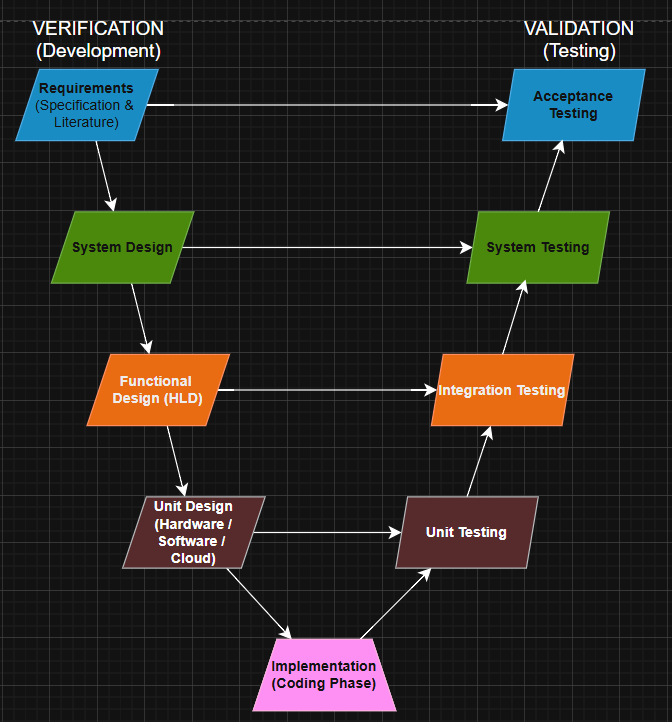 VERIFICATION
(Development)
VALIDATION
(Testing)
Requirements
(Specification &
Literature)
Acceptance
Testing
System Design
System Testing
Functional
Design (HLD)
Integration Testing
Unit Design
(Hardware /
Software /
Cloud)
Unit Testing
Implementation
(Coding Phase)